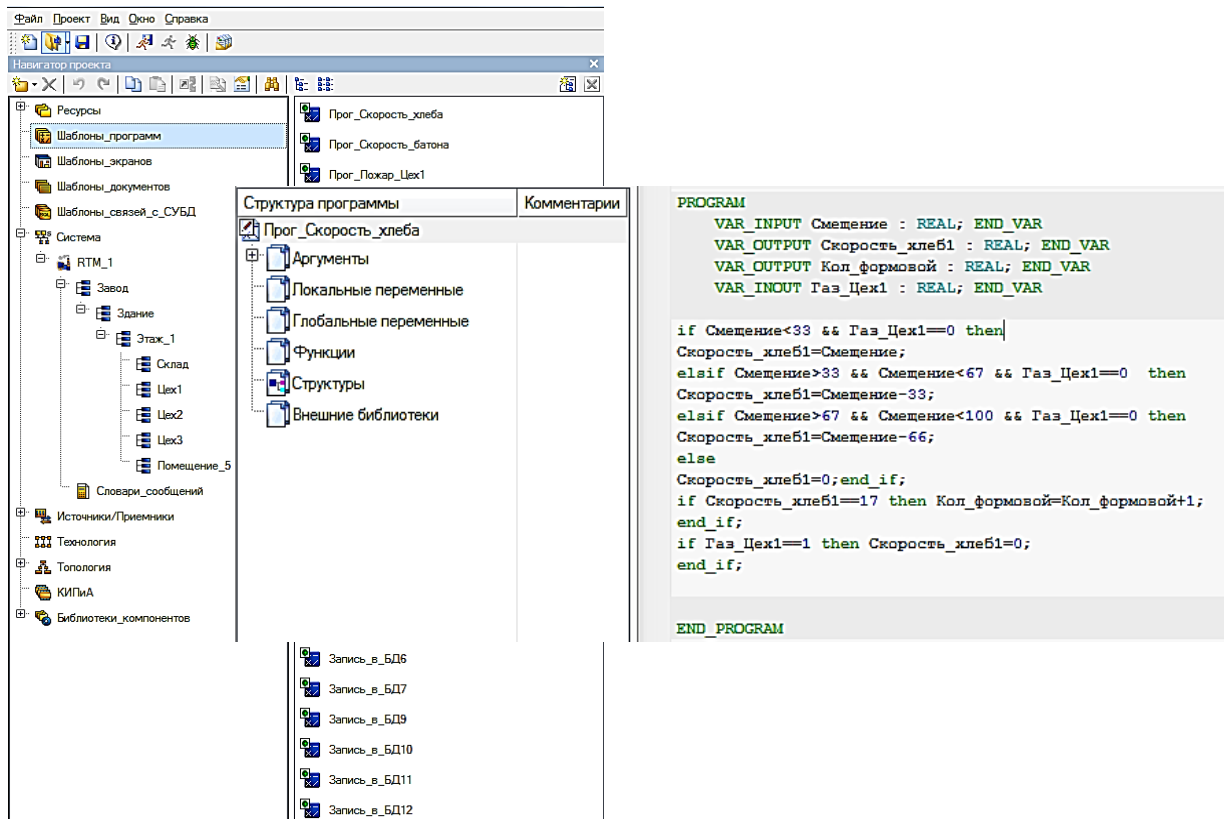 Файл Проект Вид Окно Справка
Навигатор проекта
Ресурсы
Шаблоны_программ
Шаблоны_экранов
Шаблоны_документов
Шаблоны_связей_с_СУБД
Система
RTM_1
Завод
Здание
Этаж_1
Склад
Цех1
Цех2
Цех3
Помещение_5
Словари_сообщений
Источники/Приемники
Технология
Топология
КИПиА
Библиотеки_компонентов
Прог_Скорость_хлеба
Прог_Скорость_батона
Прог_Пожар_Цех1
Структура программы Комментарии
Прог_Скорость_хлеба
Аргументы
Локальные переменные
Глобальные переменные
Функции
Структуры
Внешние библиотеки
PROGRAM
VAR_INPUT Смещение : REAL; END_VAR
VAR_OUTPUT Скорость_хлеб1 : REAL; END_VAR
VAR_OUTPUT Кол_формовой : REAL; END_VAR
VAR_INOUT Газ_Цех1 : REAL; END_VAR
if Смещение<33 && Газ_Цех1==0 then
Скорость_хлеб1=Смещение;
elsif Смещение>33 && Смещение<67 && Газ_Цех1==0 then
Скорость_хлеб1=Смещение-33;
elsif Смещение>67 && Смещение<100 && Газ_Цех1==0 then
Скорость_хлеб1=Смещение-66;
else
Скорость_хлеб1=0;end_if;
if Скорость_хлеб1==17 then Кол_формовой=Кол_формовой+1;
end_if;
if Газ_Цех1==1 then Скорость_хлеб1=0;
end_if;
END_PROGRAM
Запись_в_БД6
Запись_в_БД7
Запись_в_БД9
Запись_в_БД10
Запись_в_БД11
Запись_в_БД12